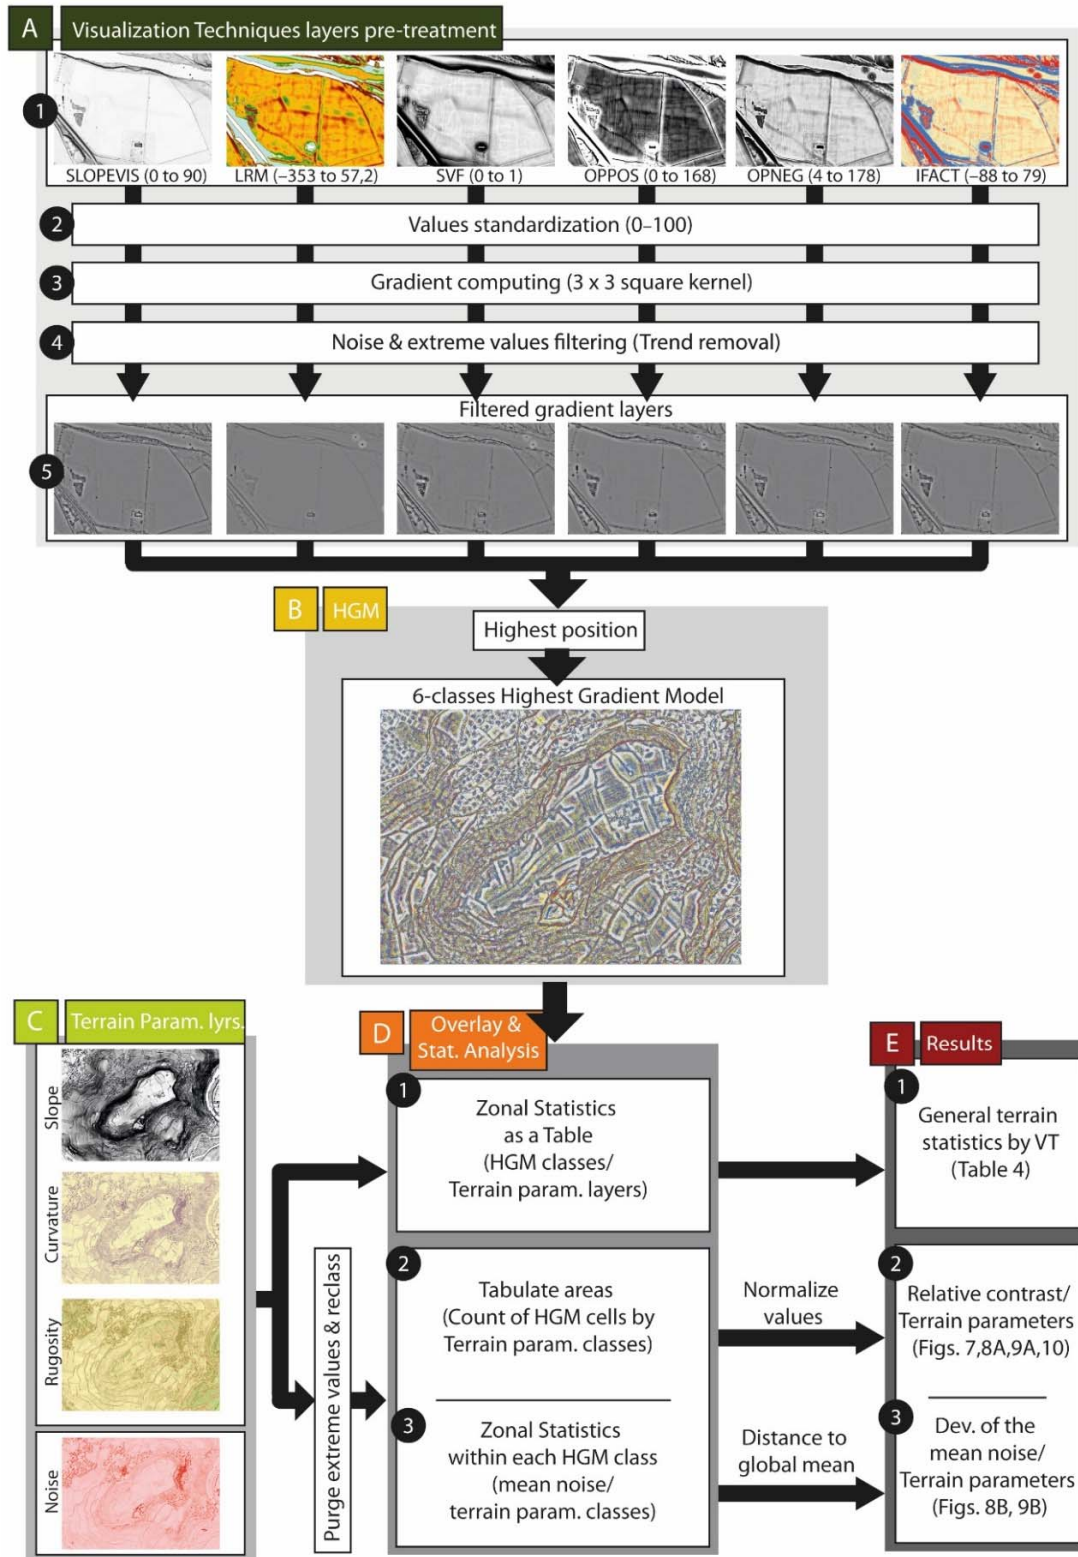 A Visualization Techniques layers pre-treatment
1
SLOPEVIS (0 to 90) LRM (–353 to 57,2) SVF (0 to 1) OPPOS (0 to 168) OPNEG (4 to 178) IFACT (–88 to 79)
2 Values standardization (0–100)
3 Gradient computing (3 x 3 square kernel)
4 Noise & extreme values filtering (Trend removal)
Filtered gradient layers
5
B HGM
Highest position
6-classes Highest Gradient Model
C Terrain Param. lyrs.
Slope
Curvature
Rugosity
Noise
Purge extreme values & reclass
D Overlay &
Stat. Analysis
1
Zonal Statistics
as a Table
(HGM classes/
Terrain param. layers)
2
Tabulate areas
(Count of HGM cells by
Terrain param. classes)
3
Zonal Statistics
within each HGM class
(mean noise/
terrain param. classes)
Normalize
values
Distance to
global mean
E Results
1
General terrain
statistics by VT
(Table 4)
2
Relative contrast/
Terrain parameters
(Figs. 7,8A,9A,10)
3
Dev. of the
mean noise/
Terrain parameters
(Figs. 8B, 9B)